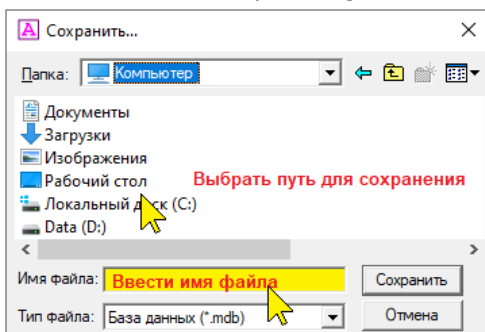 A Сохранить...
Папка: Компьютер
Документы
Загрузки
Изображения
Рабочий стол
Выбрать путь для сохранения
Локальный диск (C:)
Data (D:)
Имя файла: Ввести имя файла Сохранить
Тип файла: База данных (*.mdb) Отмена